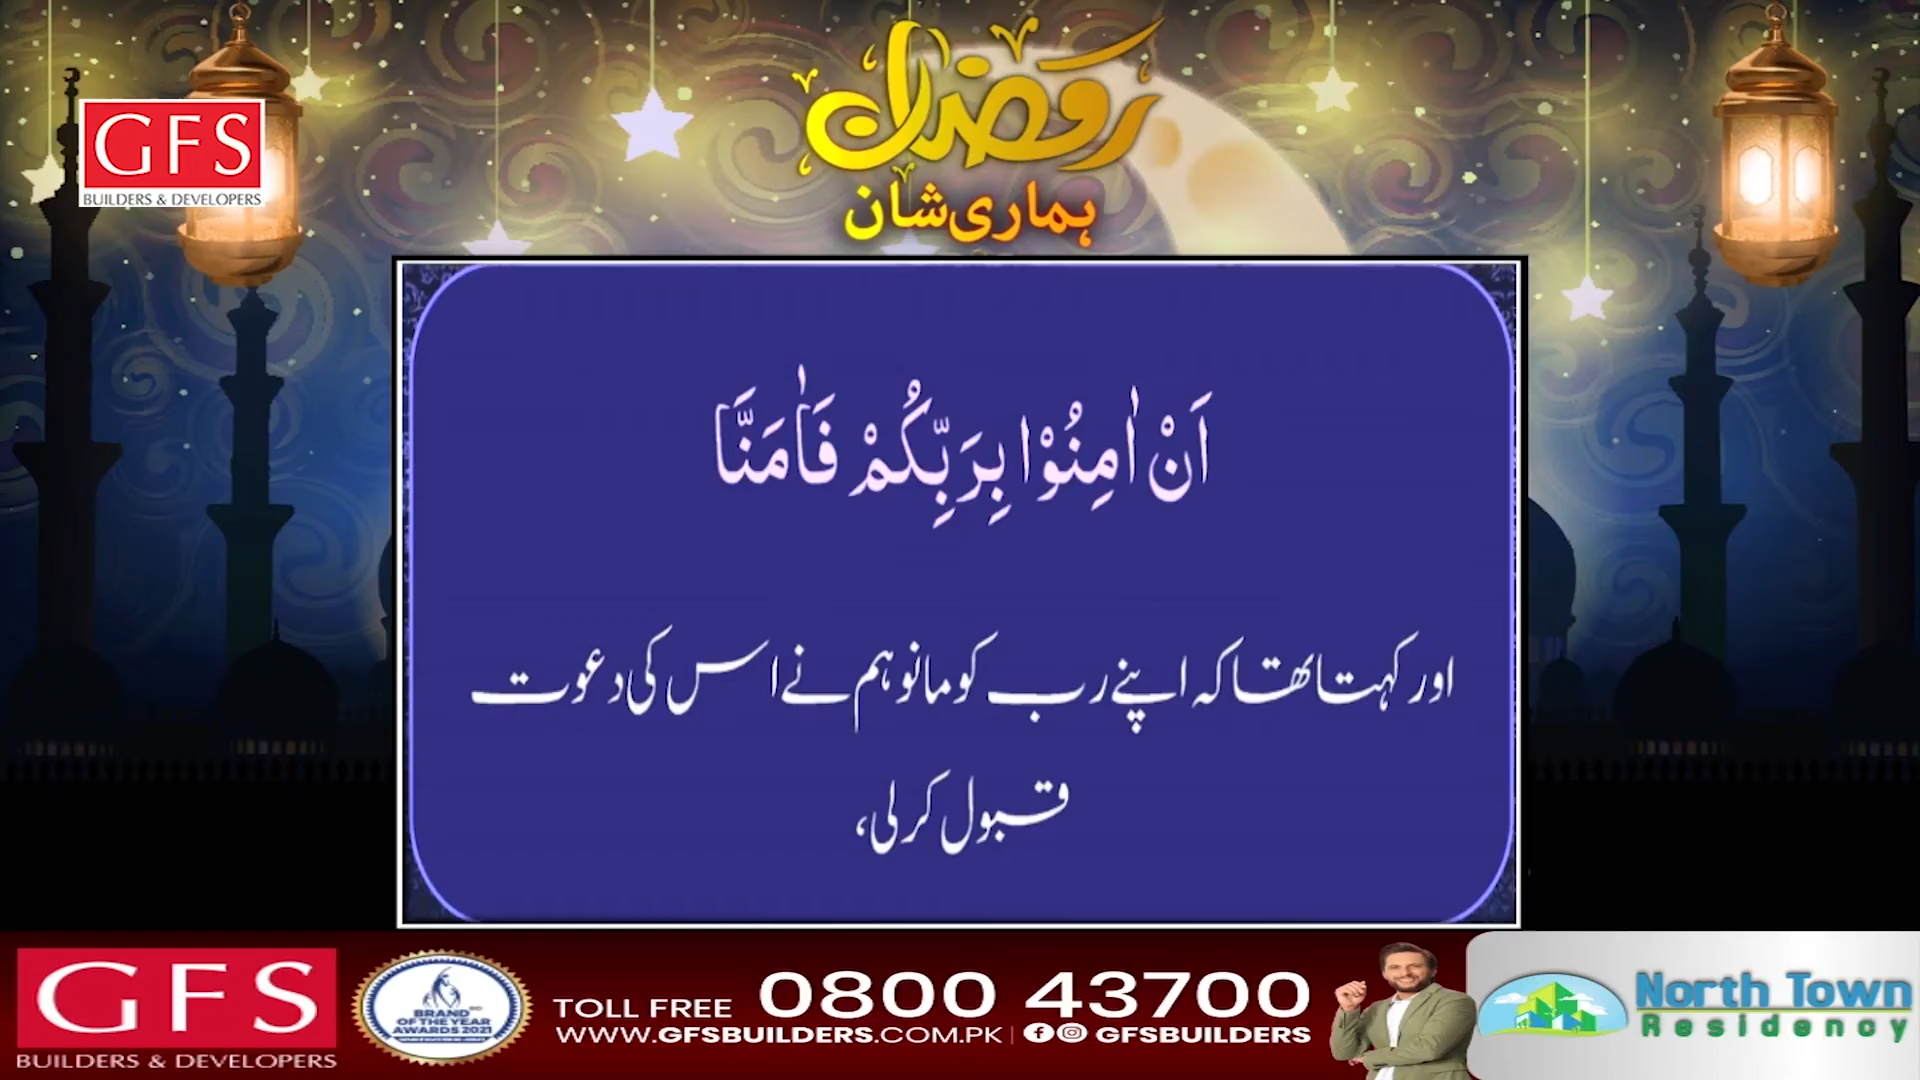 رمضان
ہماری شان
GFS
BUILDERS & DEVELOPERS
اَنْ اٰمِنُوْا بِرَبِّكُمْ فَاٰمَنَّا
اور کہتا تھا کہ اپنے رب کو مانو ہم نے اس کی دعوت
قبول کر لی،
GFS
BUILDERS & DEVELOPERS
BRAND
OF THE YEAR
AWARDS 2021
TOLL FREE 0800 43700
WWW.GFSBUILDERS.COM.PK | GFSBUILDERS
North Town
Residency